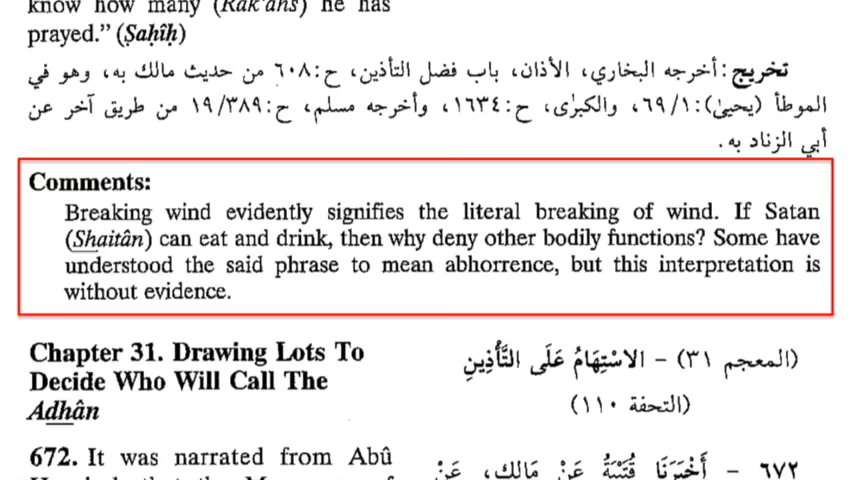 know how many (Rak'ahs) he has
prayed." (Ṣaḥîḥ)
تخريج: أخرجه البخاري، الأذان، باب فضل التأذين، ح:٦٠٨ من حديث مالك به، وهو في
الموطأ (يحيىٰ):١/ ٦٩، والكبرٰى، ح:١٦٣٤، وأخرجه مسلم، ح:١٩/٣٨٩ من طريق آخر عن
أبي الزناد به.
Comments:
Breaking wind evidently signifies the literal breaking of wind. If Satan
(Shaitân) can eat and drink, then why deny other bodily functions? Some have
understood the said phrase to mean abhorrence, but this interpretation is
without evidence.
Chapter 31. Drawing Lots To
Decide Who Will Call The
Adhân
(المعجم ٣١) - الاسْتِهَامُ عَلَى التَّأْذِينِ
(التحفة ١١٠)
672. It was narrated from Abû
٦٧٢ - أَخْبَرَنَا قُتَيْبَةُ عَنْ مَالِكٍ، عَنْ